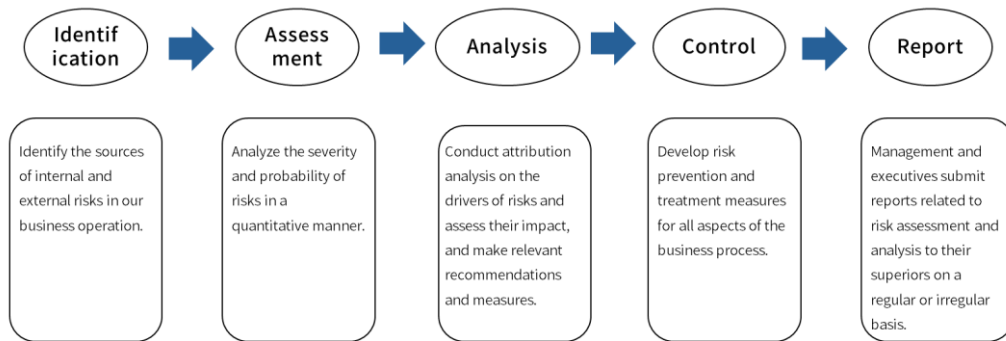 Identif
ication
Assess
ment
Analysis
Control
Report
Identify the sources
of internal and
external risks in our
business operation.
Analyze the severity
and probability of
risks in a
quantitative manner.
Conduct attribution
analysis on the
drivers of risks and
assess their impact,
and make relevant
recommendations
and measures.
Develop risk
prevention and
treatment measures
for all aspects of the
business process.
Management and
executives submit
reports related to
risk assessment and
analysis to their
superiors on a
regular or irregular
basis.